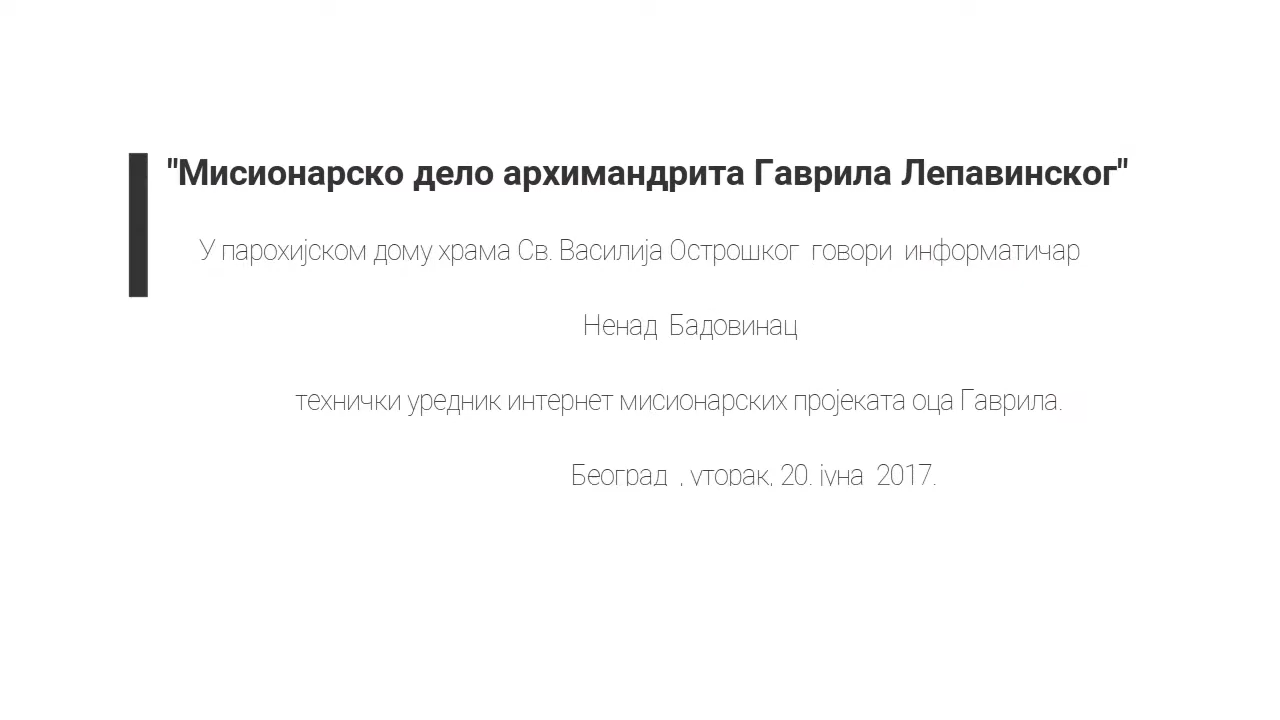 "Мисионарско дело архимандрита Гаврила Лепавинског"
У парохијском дому храма Св. Василија Острошког говори информатичар
Ненад Бадовинац
технички уредник интернет мисионарских пројеката оца Гаврила.
Београд , уторак, 20. јуна 2017.